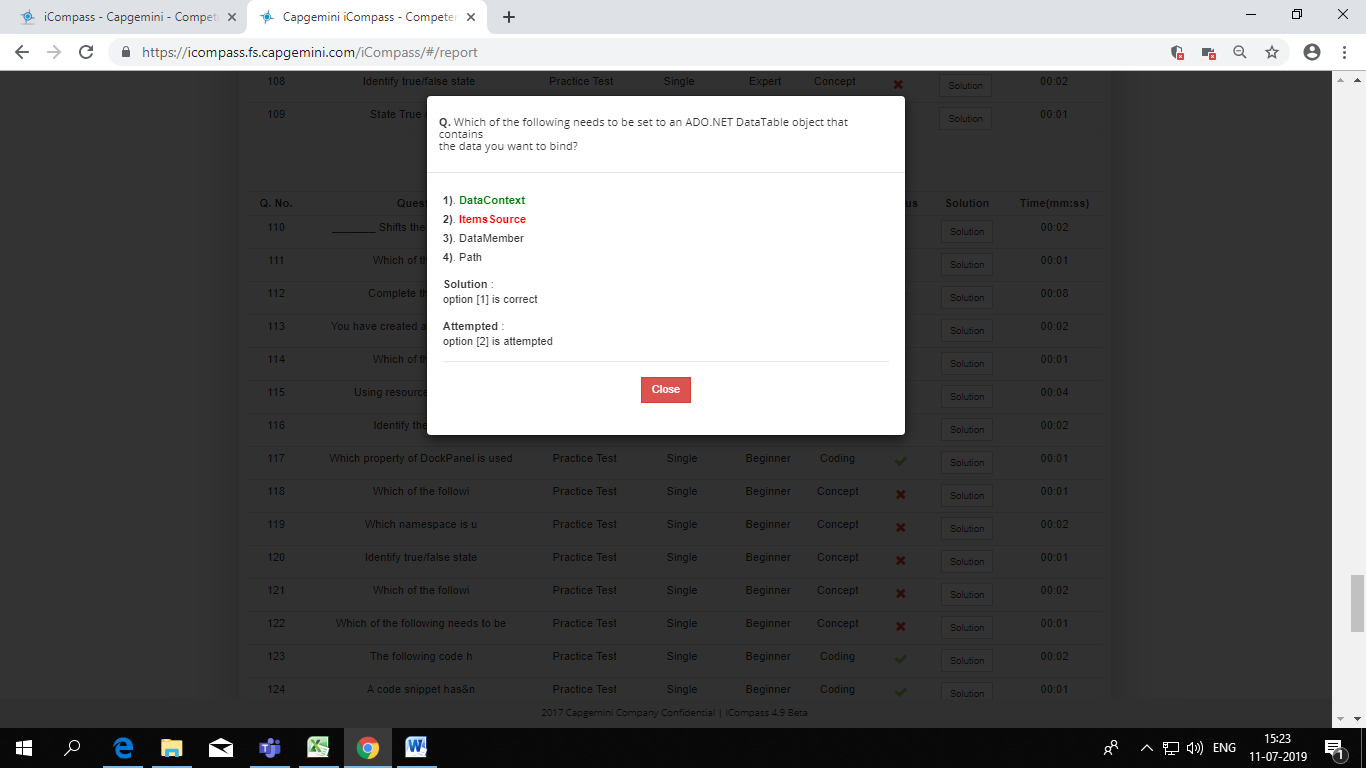 iCompass - Capgemini - Compet
Capgemini iCompass - Competen
https://icompass.fs.capgemini.com/iCompass/#/report
108 Identify true/false state Practice Test Single Expert Concept Solution 00:02
109 State True Solution 00:01
Q. Which of the following needs to be set to an ADO.NET DataTable object that
contains
the data you want to bind?
1). DataContext
2). ItemsSource
3). DataMember
4). Path
Solution :
option [1] is correct
Attempted :
option [2] is attempted
Close
Q. No. Ques us Solution Time(mm:ss)
110 _______ Shifts the Solution 00:02
111 Which of th Solution 00:01
112 Complete th Solution 00:08
113 You have created a Solution 00:02
114 Which of th Solution 00:01
115 Using resource Solution 00:04
116 Identify the Solution 00:02
117 Which property of DockPanel is used Practice Test Single Beginner Coding Solution 00:01
118 Which of the followi Practice Test Single Beginner Concept Solution 00:01
119 Which namespace is u Practice Test Single Beginner Concept Solution 00:02
120 Identify true/false state Practice Test Single Beginner Concept Solution 00:01
121 Which of the followi Practice Test Single Beginner Concept Solution 00:02
122 Which of the following needs to be Practice Test Single Beginner Concept Solution 00:01
123 The following code h Practice Test Single Beginner Coding Solution 00:02
124 A code snippet has&n Practice Test Single Beginner Coding Solution 00:01
2017 Capgemini Company Confidential | iCompass 4.9 Beta
ENG
15:23
11-07-2019
1